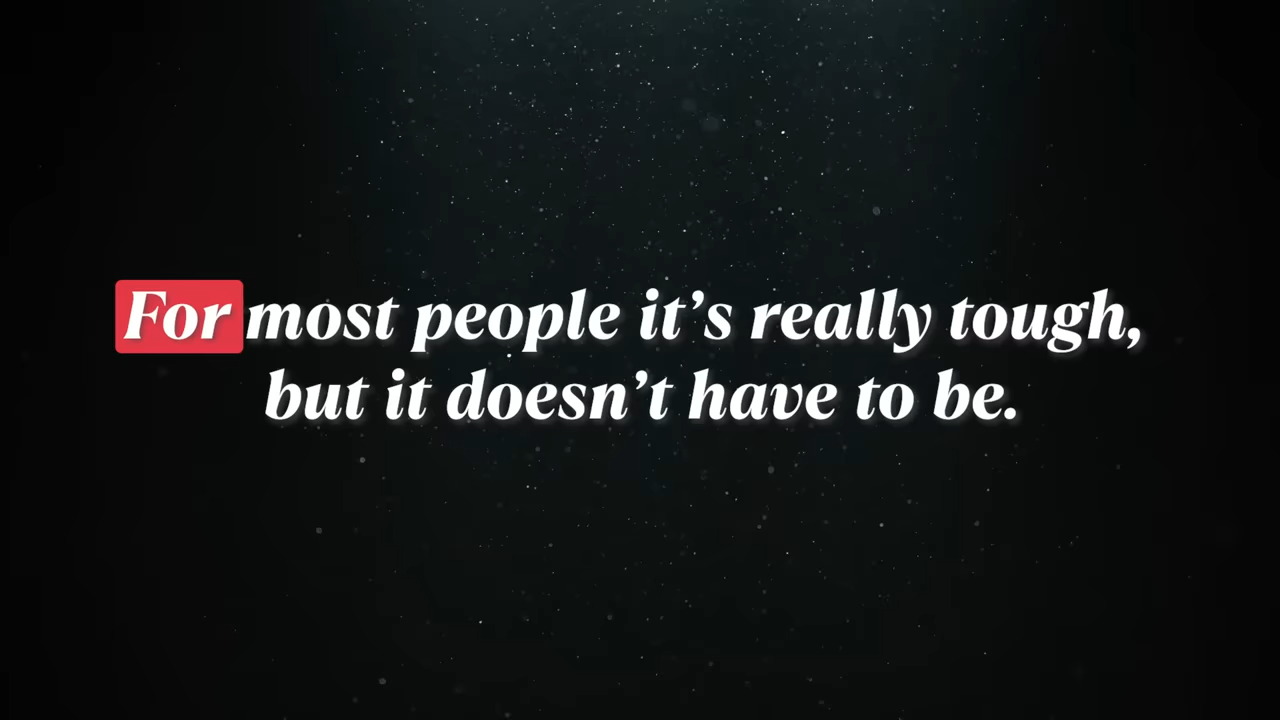 For most people it’s really tough,
but it doesn’t have to be.